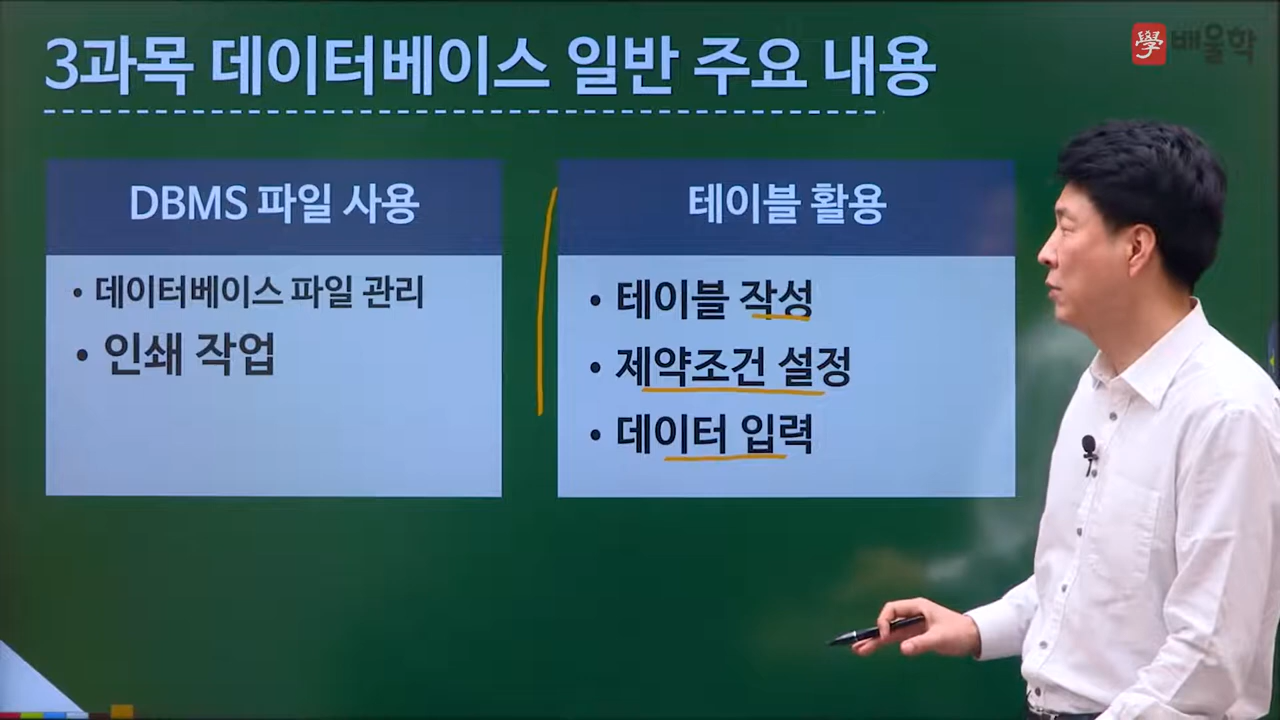 3과목 데이터베이스 일반 주요 내용
學 배울학
DBMS 파일 사용
• 데이터베이스 파일 관리
• 인쇄 작업
테이블 활용
• 테이블 작성
• 제약조건 설정
• 데이터 입력